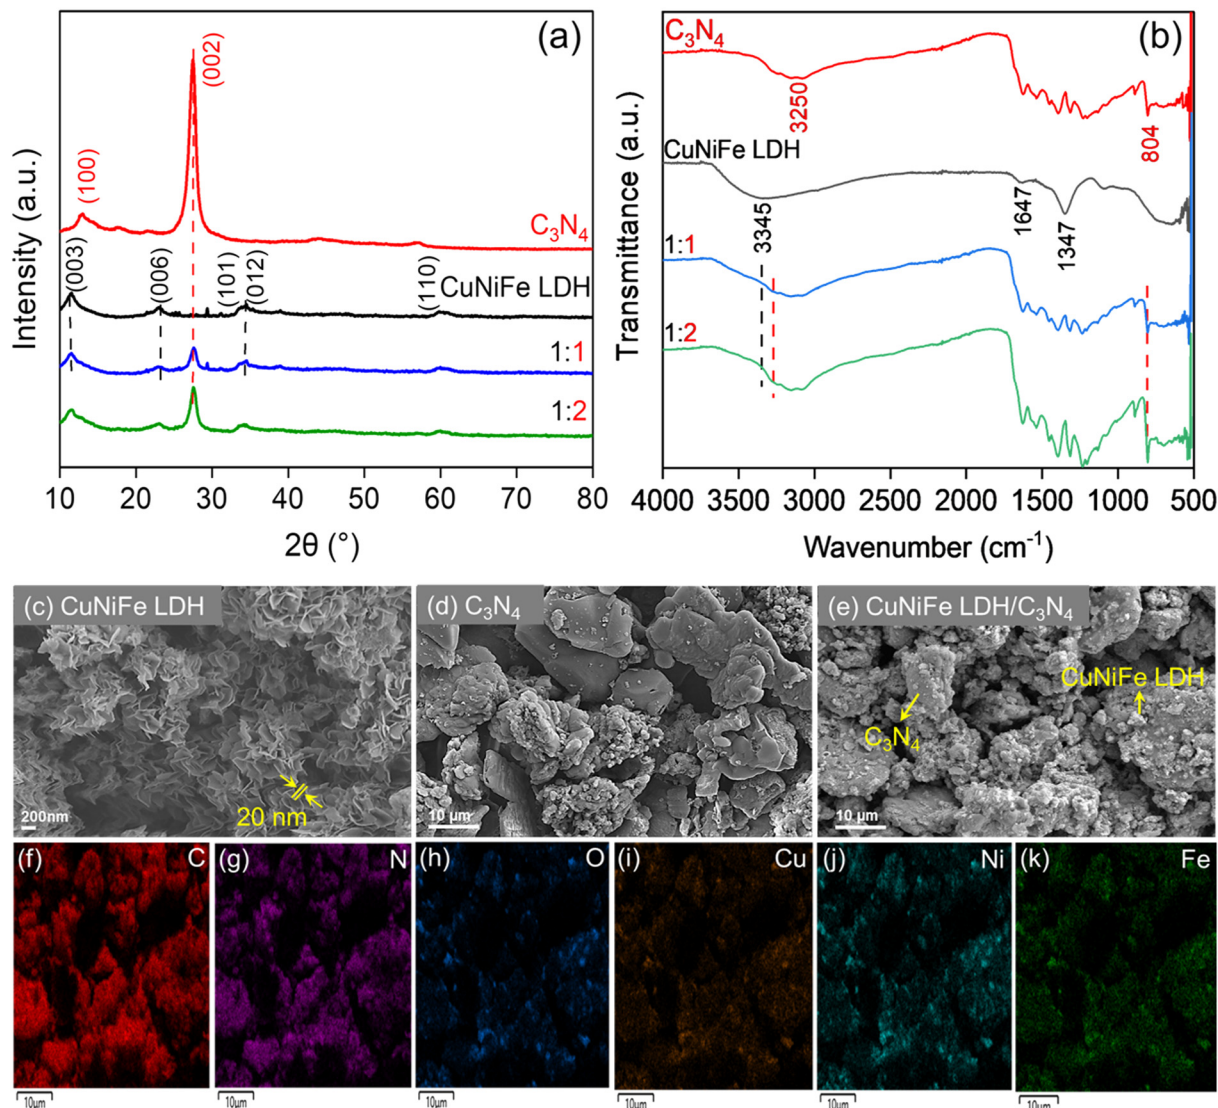 (a)
(002)
(100)
C₃N₄
(003)
(006)
(101)
(012)
(110)
CuNiFe LDH
1:1
1:2
Intensity (a.u.)
10 20 30 40 50 60 70 80
2θ (°)
(b)
C₃N₄
3250
804
CuNiFe LDH
3345
1647
1347
1:1
1:2
Transmittance (a.u.)
4000 3500 3000 2500 2000 1500 1000 500
Wavenumber (cm⁻¹)
(c) CuNiFe LDH
20 nm
200nm
(d) C₃N₄
10 µm
(e) CuNiFe LDH/C₃N₄
CuNiFe LDH
C₃N₄
10 µm
(f) C
10µm
(g) N
10µm
(h) O
10µm
(i) Cu
10µm
(j) Ni
10µm
(k) Fe
10µm